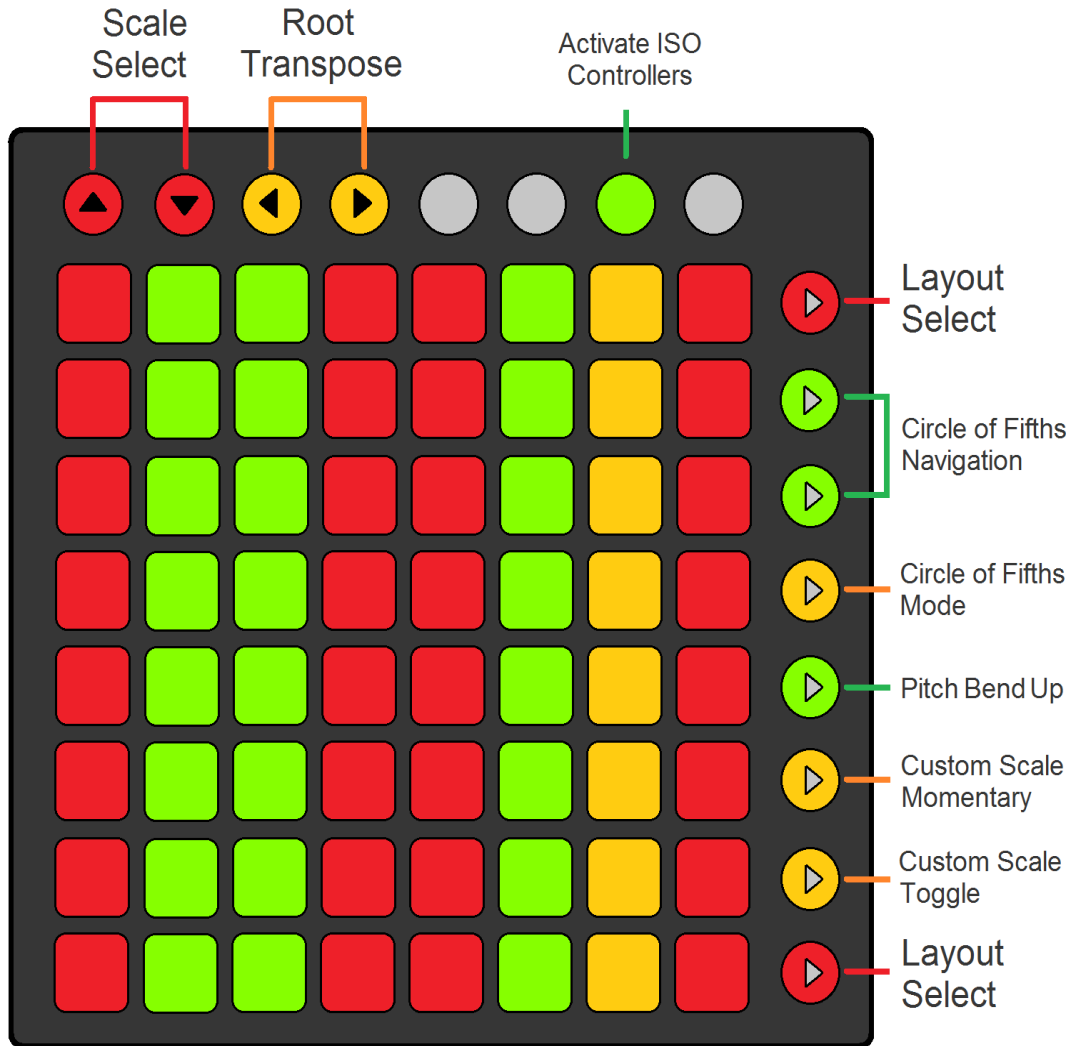 Scale
Select
Root
Transpose
Activate ISO
Controllers
Layout
Select
Circle of Fifths
Navigation
Circle of Fifths
Mode
Pitch Bend Up
Custom Scale
Momentary
Custom Scale
Toggle
Layout
Select